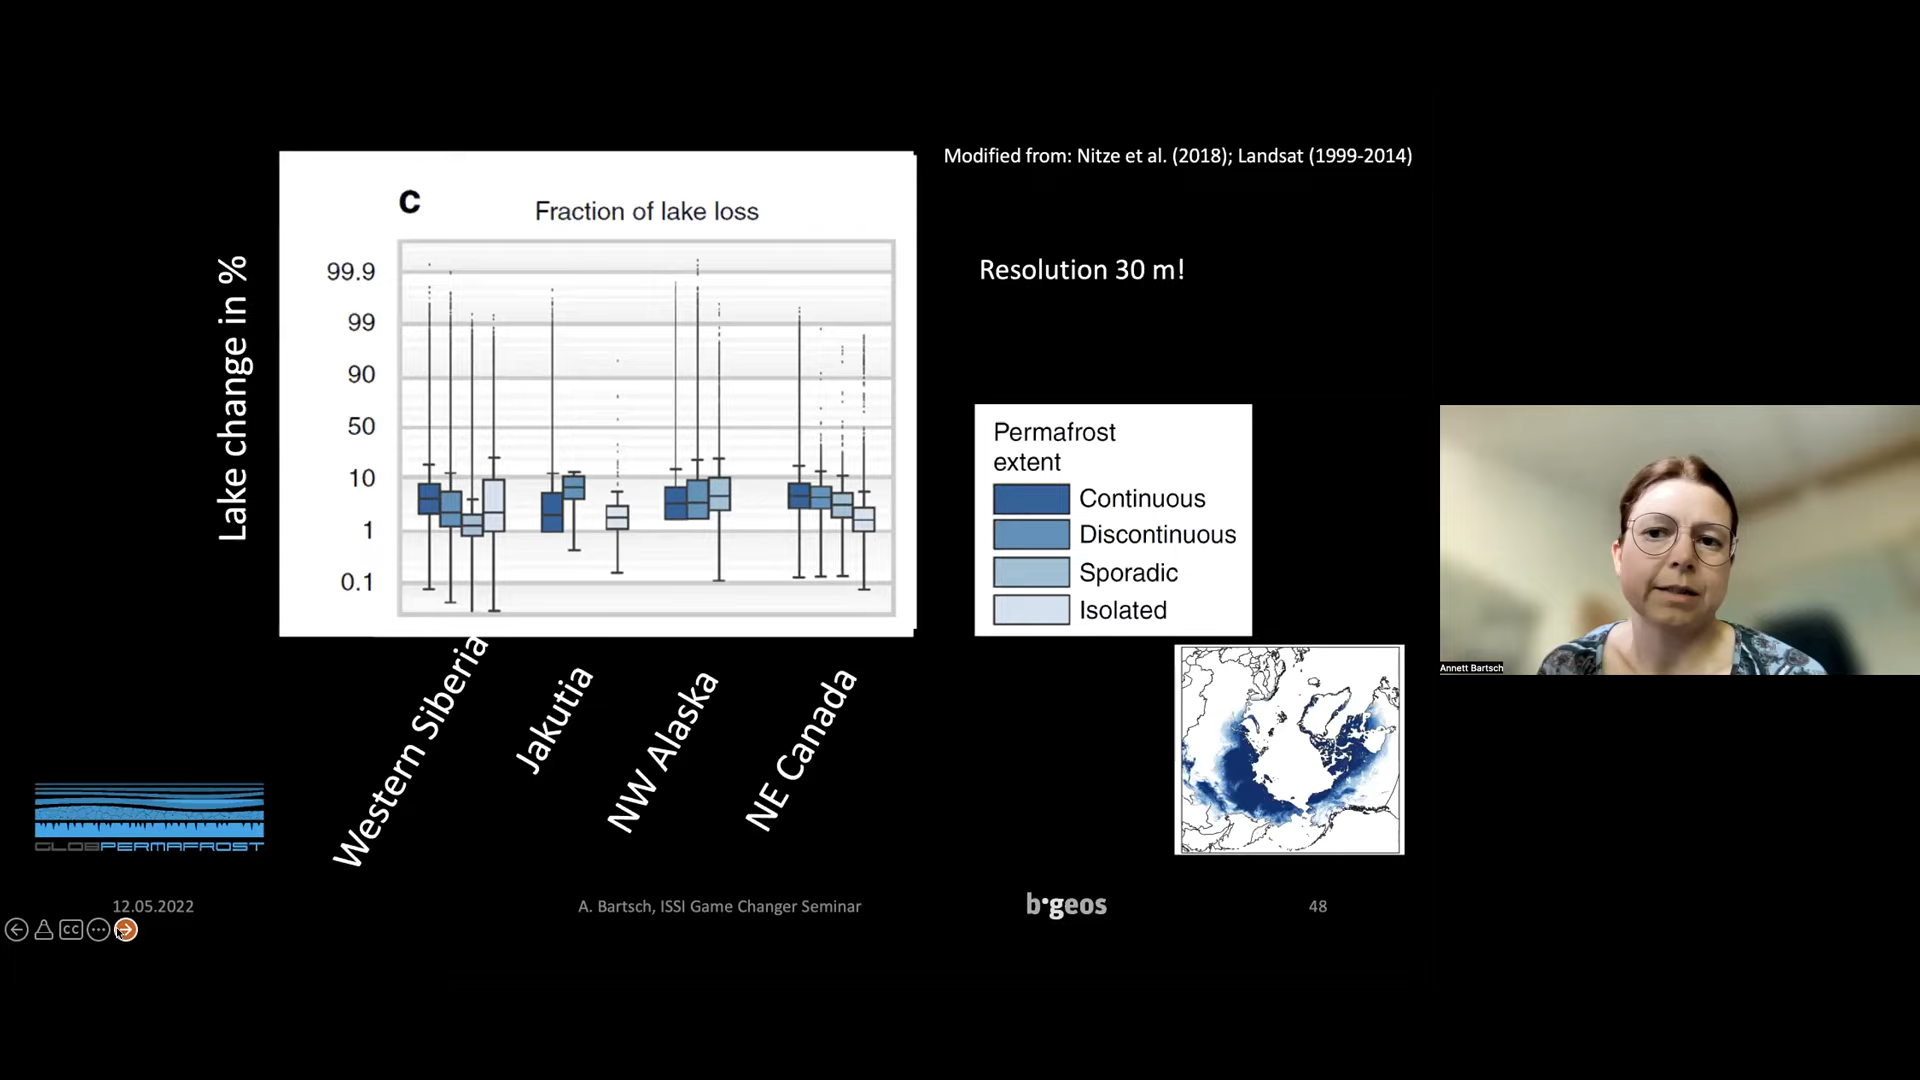 Modified from: Nitze et al. (2018); Landsat (1999-2014)
c
Fraction of lake loss
Lake change in %
99.9
99
90
50
10
1
0.1
Resolution 30 m!
Permafrost
extent
Continuous
Discontinuous
Sporadic
Isolated
Western Siberia
Jakutia
NW Alaska
NE Canada
Annett Bartsch
GLOBPERMAFROST
12.05.2022
A. Bartsch, ISSI Game Changer Seminar
b•geos
48
CC